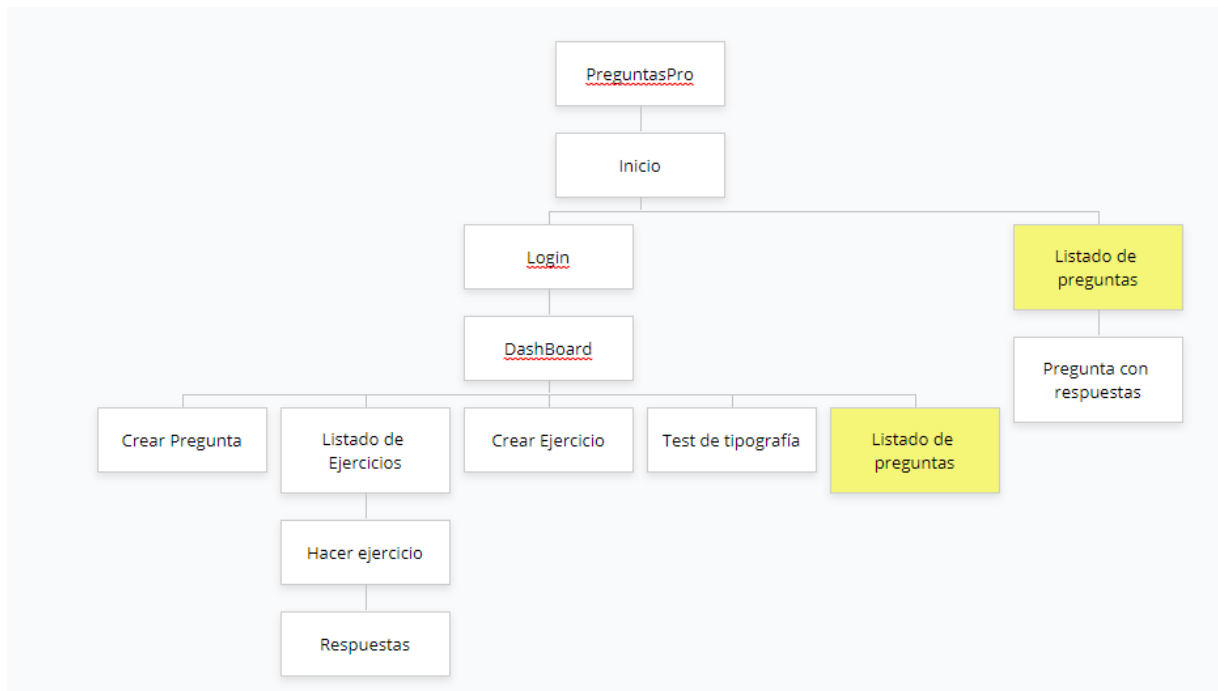 PreguntasPro
Inicio
Login
Listado de
preguntas
DashBoard
Pregunta con
respuestas
Crear Pregunta
Listado de
Ejercicios
Crear Ejercicio
Test de tipografía
Listado de
preguntas
Hacer ejercicio
Respuestas